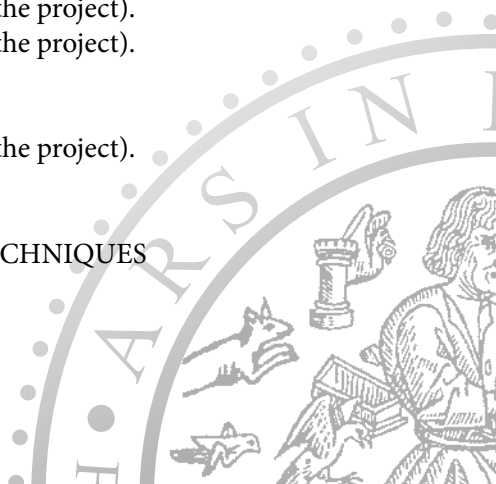 the project).
the project).
the project).
CHNIQUES
ARS IN